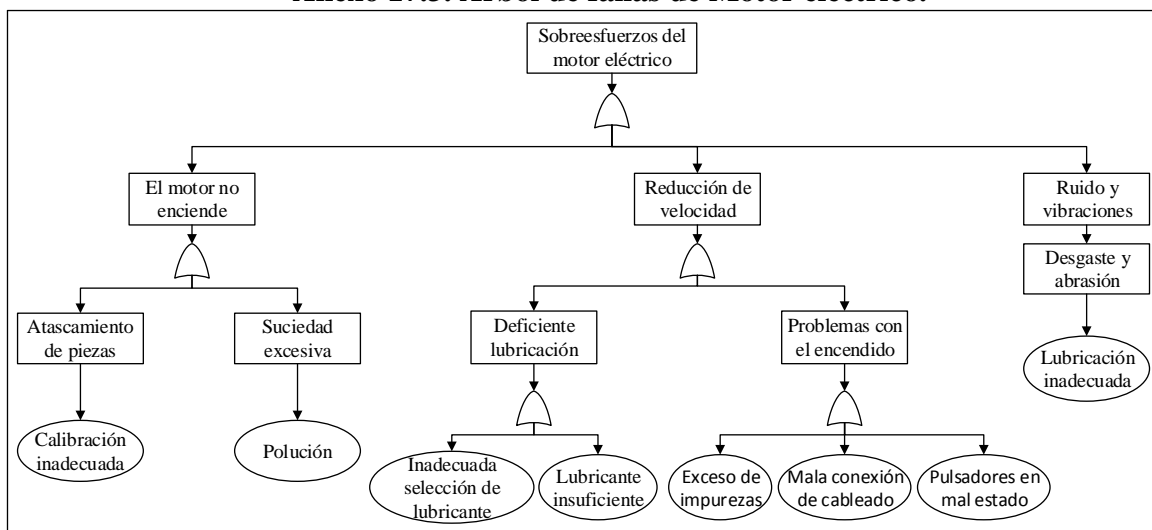 Anexo 27.3. Árbol de fallas de Motor eléctrico.
Sobreesfuerzos del
motor eléctrico
El motor no
enciende
Reducción de
velocidad
Ruido y
vibraciones
Desgaste y
abrasión
Atascamiento
de piezas
Suciedad
excesiva
Deficiente
lubricación
Problemas con
el encendido
Lubricación
inadecuada
Calibración
inadecuada
Polución
Inadecuada
selección de
lubricante
Lubricante
insuficiente
Exceso de
impurezas
Mala conexión
de cableado
Pulsadores en
mal estado